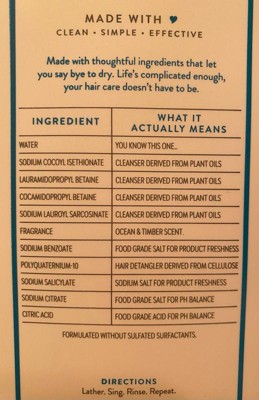 MADE WITH ♥
CLEAN • SIMPLE • EFFECTIVE
Made with thoughtful ingredients that let
you say bye to dry. Life's complicated enough,
your hair care doesn't have to be.
INGREDIENT WHAT IT
ACTUALLY MEANS
WATER YOU KNOW THIS ONE...
SODIUM COCOYL ISETHIONATE CLEANSER DERIVED FROM PLANT OILS
LAURAMIDOPROPYL BETAINE CLEANSER DERIVED FROM PLANT OILS
COCAMIDOPROPYL BETAINE CLEANSER DERIVED FROM PLANT OILS
SODIUM LAUROYL SARCOSINATE CLEANSER DERIVED FROM PLANT OILS
FRAGRANCE OCEAN & TIMBER SCENT.
SODIUM BENZOATE FOOD GRADE SALT FOR PRODUCT FRESHNESS
POLYQUATERNIUM-10 HAIR DETANGLER DERIVED FROM CELLULOSE
SODIUM SALICYLATE SODIUM SALT FOR PRODUCT FRESHNESS
SODIUM CITRATE FOOD GRADE SALT FOR PH BALANCE
CITRIC ACID FOOD GRADE ACID FOR PH BALANCE
FORMULATED WITHOUT SULFATED SURFACTANTS.
DIRECTIONS
Lather. Sing. Rinse. Repeat.